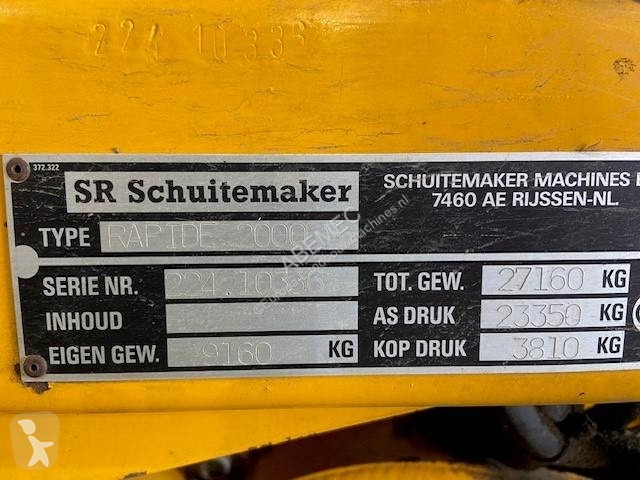 224 10336
372.322
SR Schuitemaker
SCHUITEMAKER MACHINES
7460 AE RIJSSEN-NL.
TYPE RAPIDE 2000
SERIE NR. 224.10336
TOT. GEW. 27160 KG
INHOUD
AS DRUK 23350 KG
EIGEN GEW. 9160 KG
KOP DRUK 3810 KG
ABEMEC